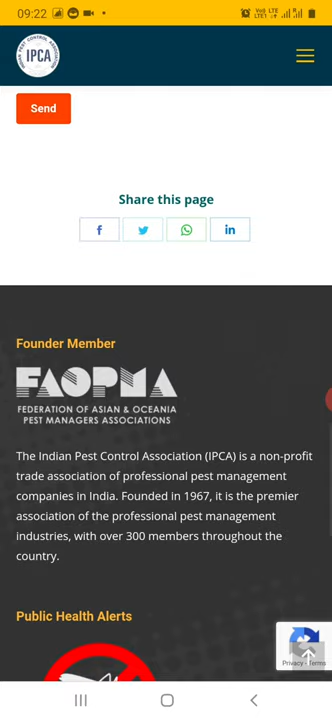 09:22
Vo)) LTE
LTE1
IPCA
Send
Share this page
Founder Member
FAOPMA
FEDERATION OF ASIAN & OCEANIA
PEST MANAGERS ASSOCIATIONS
The Indian Pest Control Association (IPCA) is a non-profit
trade association of professional pest management
companies in India. Founded in 1967, it is the premier
association of the professional pest management
industries, with over 300 members throughout the
country.
Public Health Alerts
Privacy - Terms